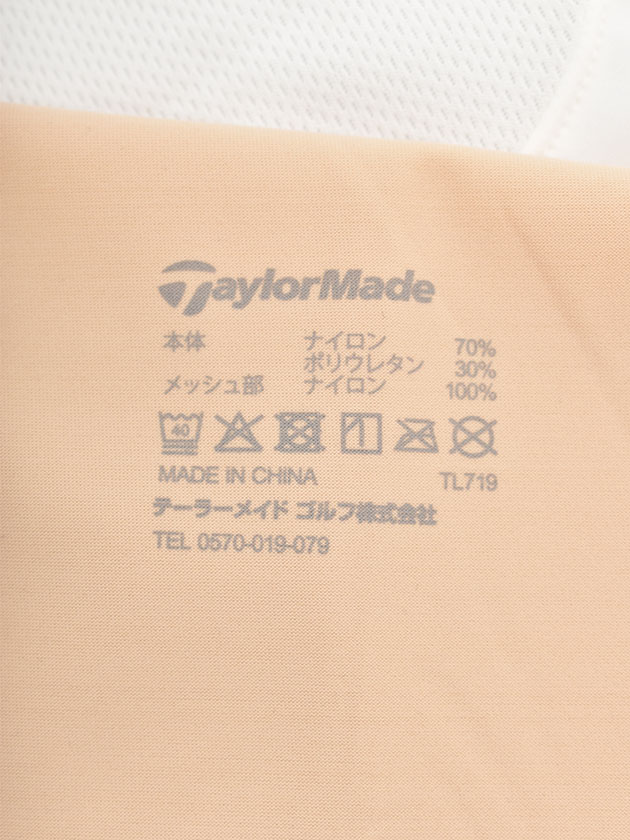 TaylorMade
本体 ナイロン 70%
ポリウレタン 30%
メッシュ部 ナイロン 100%
40
MADE IN CHINA TL719
テーラーメイド ゴルフ株式会社
TEL 0570-019-079